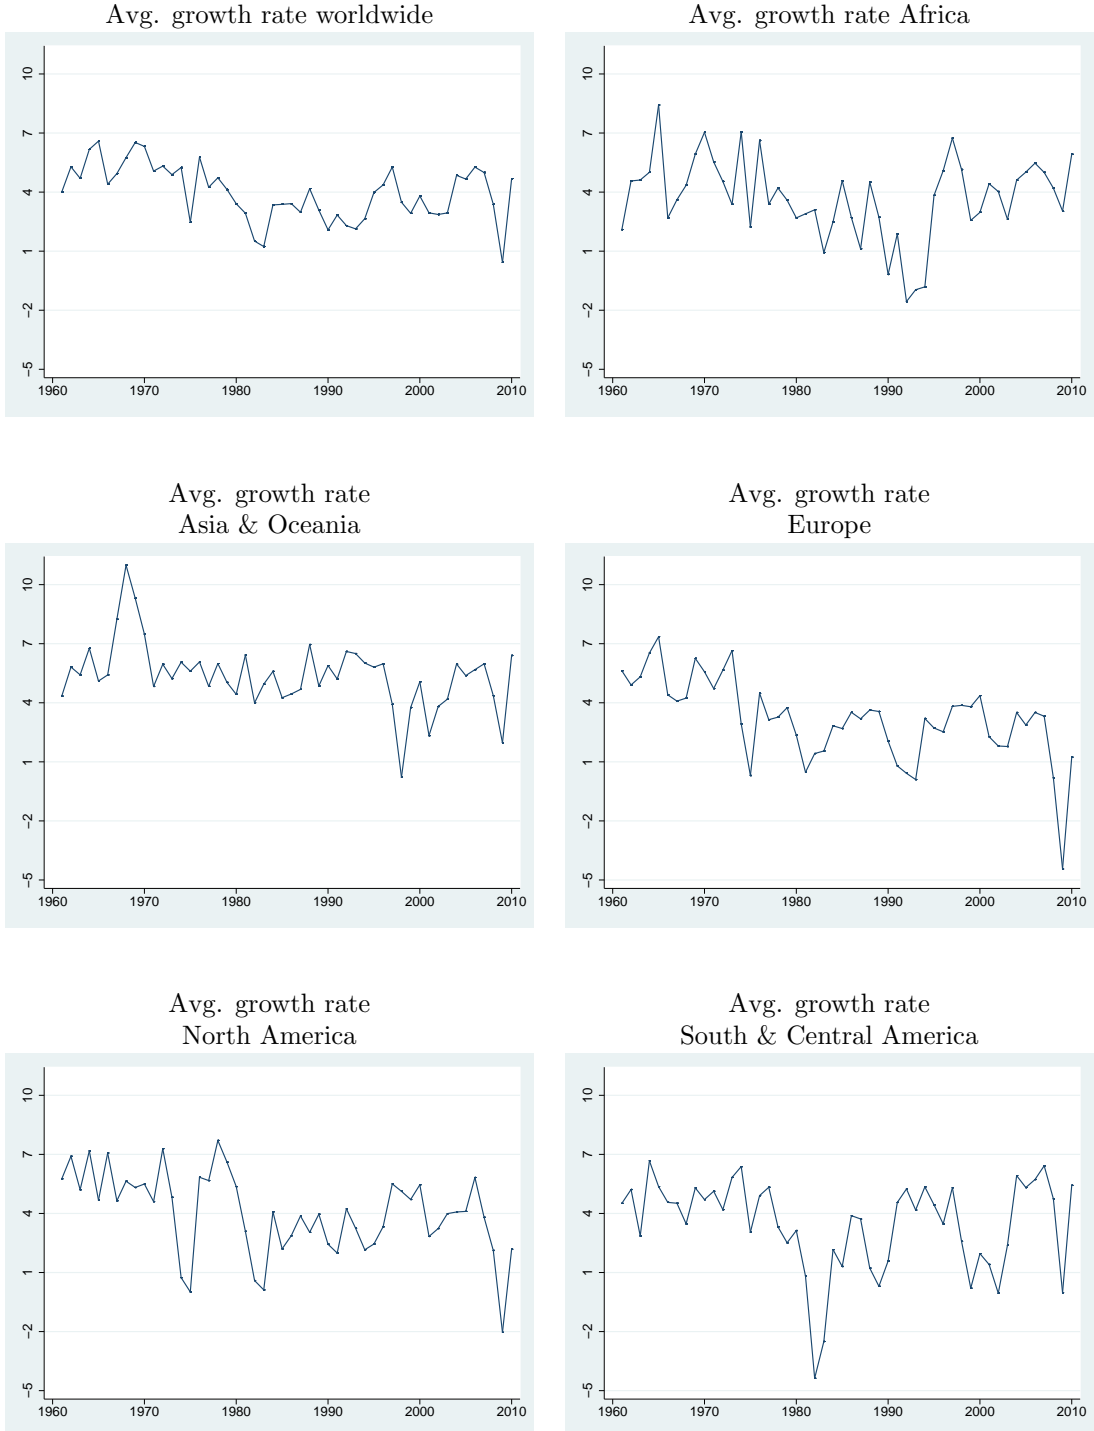 Avg. growth rate worldwide
10
7
4
1
−2
−5
1960 1970 1980 1990 2000 2010
Avg. growth rate Africa
10
7
4
1
−2
−5
1960 1970 1980 1990 2000 2010
Avg. growth rate
Asia & Oceania
10
7
4
1
−2
−5
1960 1970 1980 1990 2000 2010
Avg. growth rate
Europe
10
7
4
1
−2
−5
1960 1970 1980 1990 2000 2010
Avg. growth rate
North America
10
7
4
1
−2
−5
1960 1970 1980 1990 2000 2010
Avg. growth rate
South & Central America
10
7
4
1
−2
−5
1960 1970 1980 1990 2000 2010